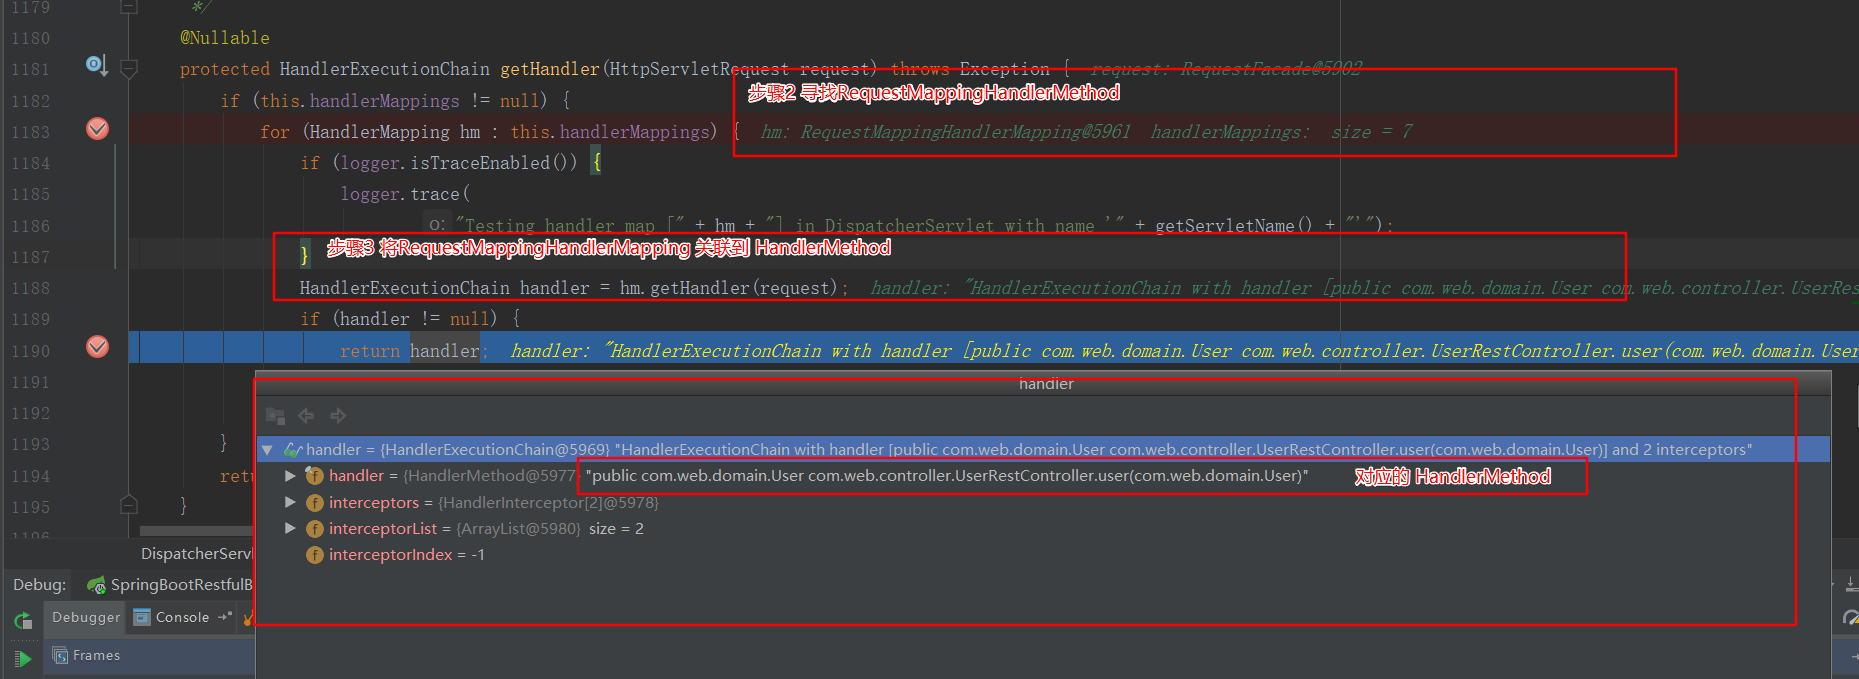 1179 */
1180 @Nullable
1181 protected HandlerExecutionChain getHandler(HttpServletRequest request) throws Exception { request: RequestFacade@5902
步骤2 寻找RequestMappingHandlerMethod
1182 if (this.handlerMappings != null) {
1183 for (HandlerMapping hm : this.handlerMappings) { hm: RequestMappingHandlerMapping@5961 handlerMappings: size = 7
1184 if (logger.isTraceEnabled()) {
1185 logger.trace(
1186 o: "Testing handler map [" + hm + "] in DispatcherServlet with name '" + getServletName() + "'");
步骤3 将RequestMappingHandlerMapping 关联到 HandlerMethod
1187 }
1188 HandlerExecutionChain handler = hm.getHandler(request); handler: "HandlerExecutionChain with handler [public com.web.domain.User com.web.controller.UserRes
1189 if (handler != null) {
1190 return handler; handler: "HandlerExecutionChain with handler [public com.web.domain.User com.web.controller.UserRestController.user(com.web.domain.User
1191
handler
1192
1193 }
handler = {HandlerExecutionChain@5969} "HandlerExecutionChain with handler [public com.web.domain.User com.web.controller.UserRestController.user(com.web.domain.User)] and 2 interceptors"
1194 retu
handler = {HandlerMethod@5977} "public com.web.domain.User com.web.controller.UserRestController.user(com.web.domain.User)" 对应的 HandlerMethod
1195 }
interceptors = {HandlerInterceptor[2]@5978}
interceptorList = {ArrayList@5980} size = 2
1196
DispatcherServl
interceptorIndex = -1
Debug: SpringBootRestfulB
Debugger Console
Frames